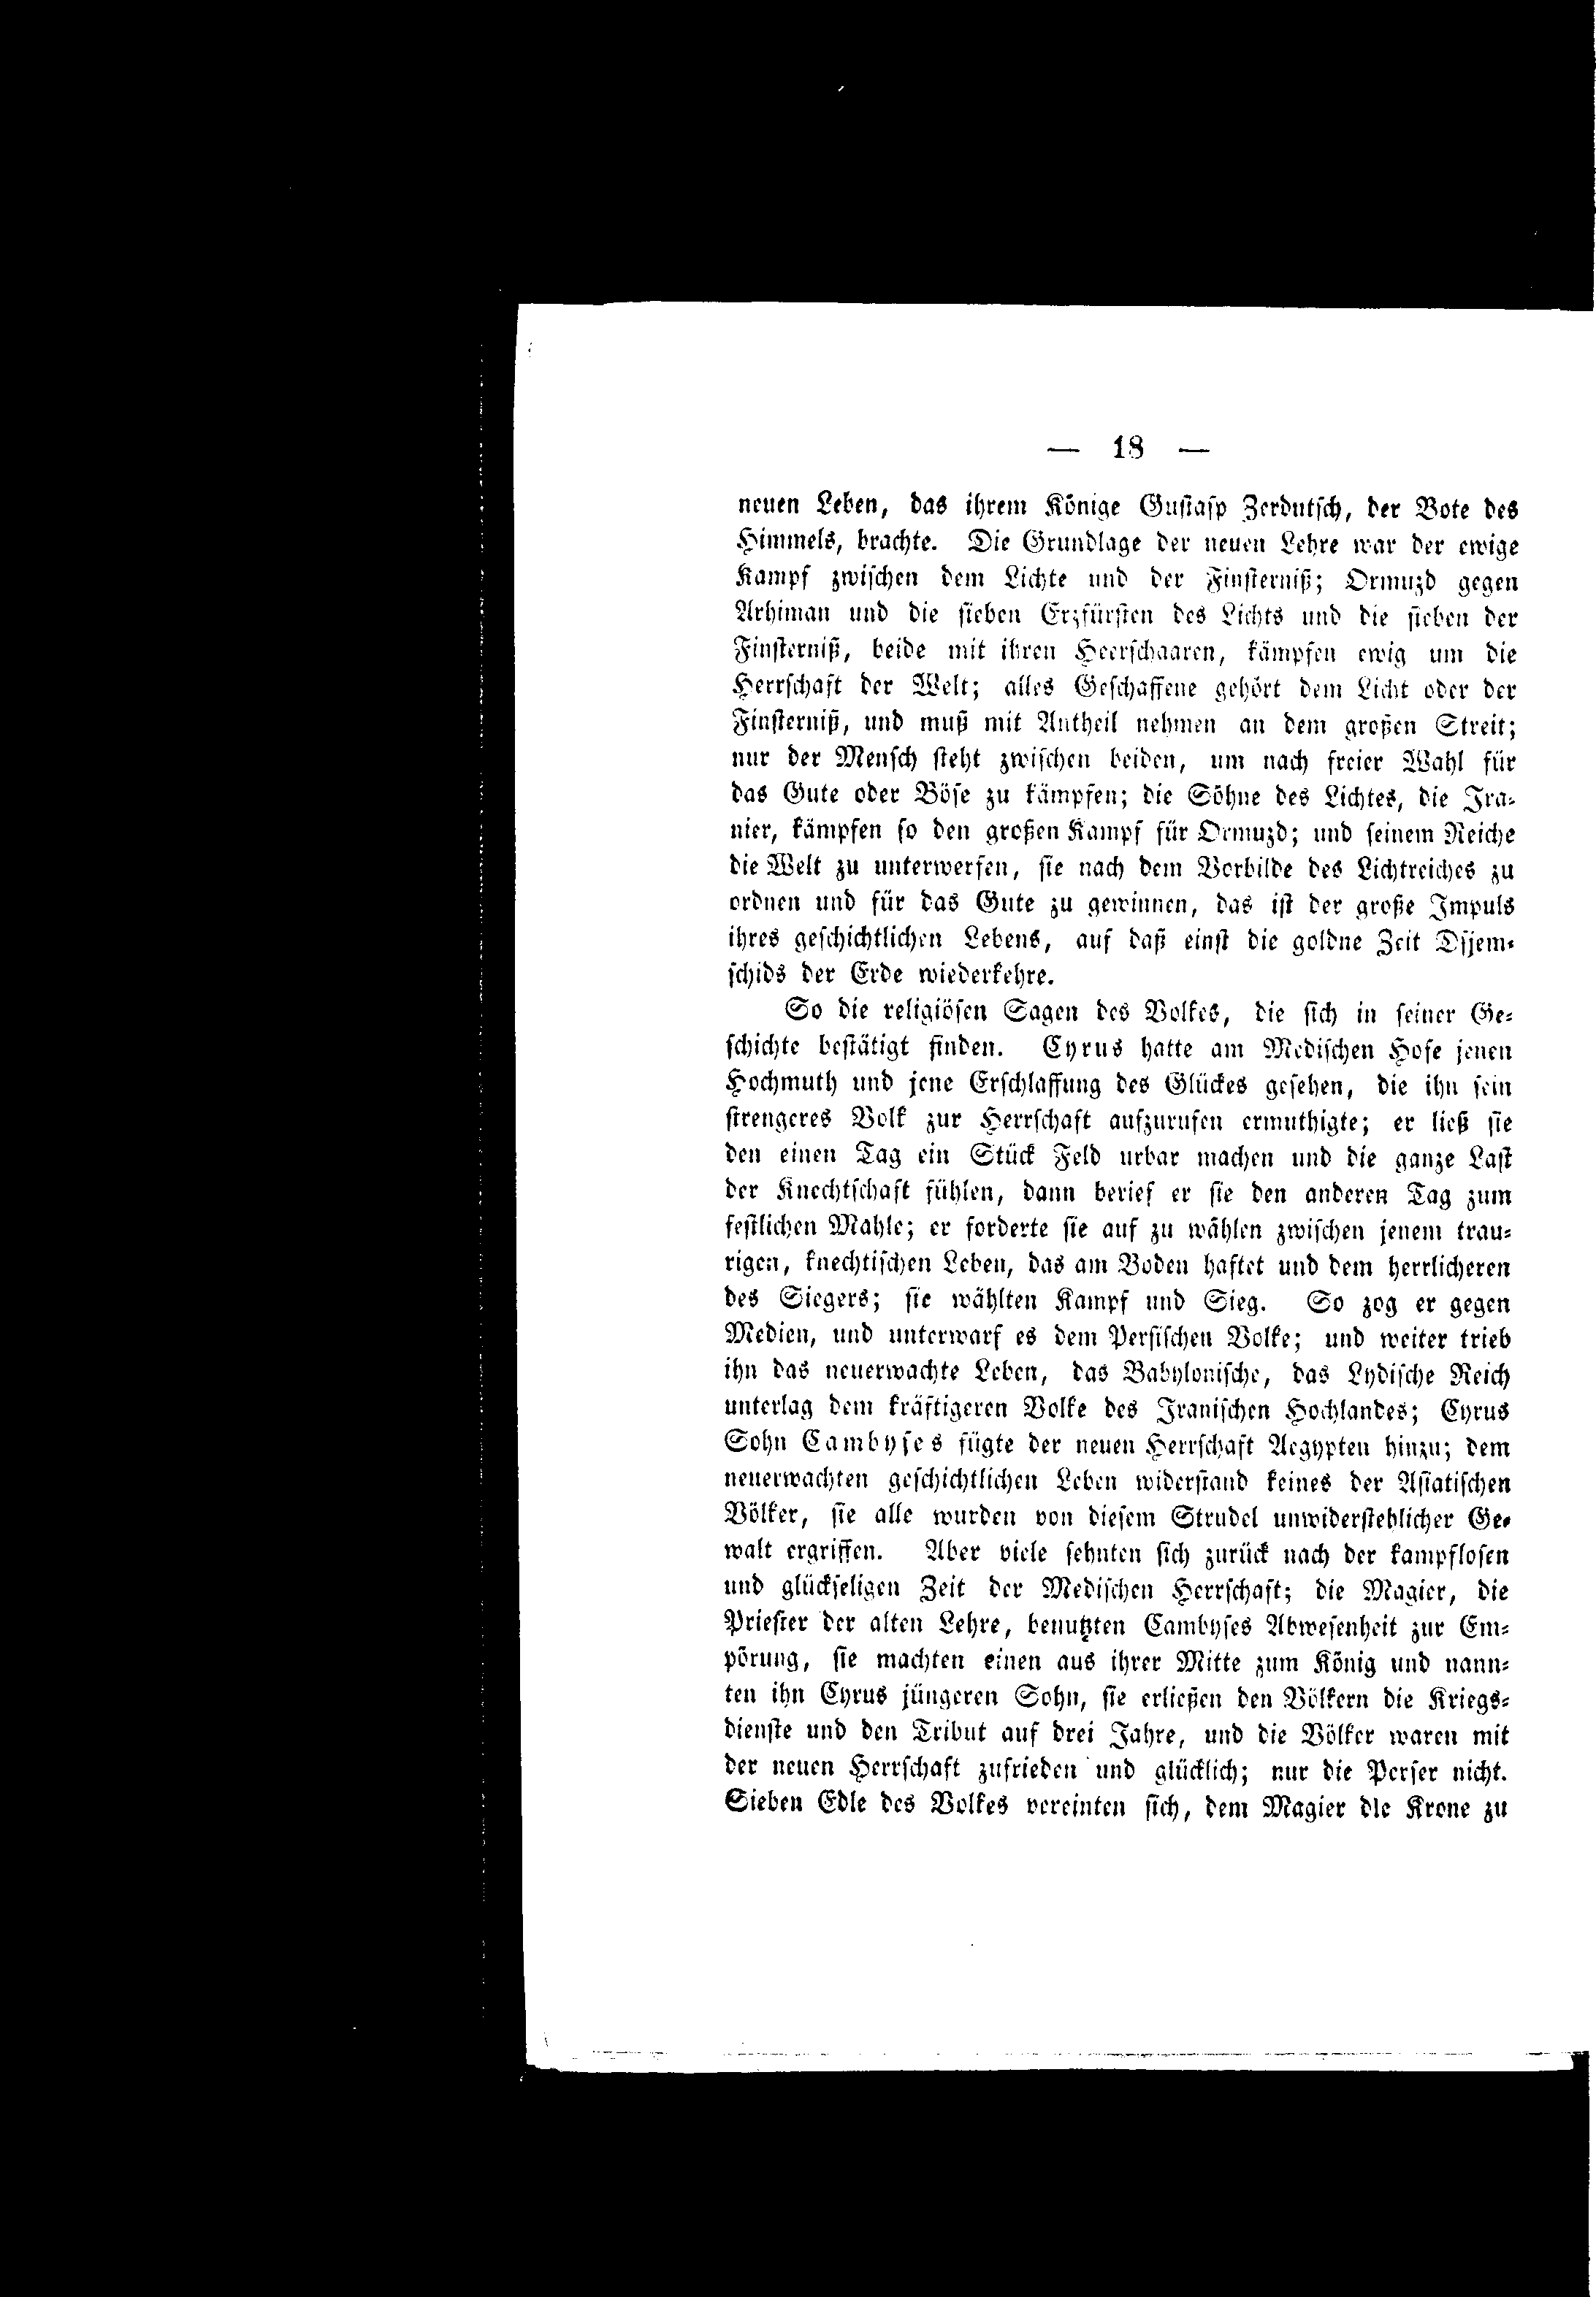 — 18 —
neuen Leben, das ihrem Könige Gustasp Zerdutsch, der Bote des
Himmels, brachte. Die Grundlage der neuen Lehre war der ewige
Kampf zwischen dem Lichte und der Finsterniß; Ormuzd gegen
Arhiman und die sieben Erzfürsten des Lichts und die sieben der
Finsterniß, beide mit ihren Heerschaaren, kämpfen ewig um die
Herrschaft der Welt; alles Geschaffene gehört dem Licht oder der
Finsterniß, und muß mit Antheil nehmen an dem großen Streit;
nur der Mensch steht zwischen beiden, um nach freier Wahl für
das Gute oder Böse zu kämpfen; die Söhne des Lichtes, die Ira-
nier, kämpfen so den großen Kampf für Ormuzd; und seinem Reiche
die Welt zu unterwerfen, sie nach dem Vorbilde des Lichtreiches zu
ordnen und für das Gute zu gewinnen, das ist der große Impuls
ihres geschichtlichen Lebens, auf daß einst die goldne Zeit Dsjem-
schids der Erde wiederkehre.
So die religiösen Sagen des Volkes, die sich in seiner Ge-
schichte bestätigt finden. Cyrus hatte am Medischen Hofe jenen
Hochmuth und jene Erschlaffung des Glückes gesehen, die ihn sein
strengeres Volk zur Herrschaft aufzurufen ermuthigte; er ließ sie
den einen Tag ein Stück Feld urbar machen und die ganze Last
der Knechtschaft fühlen, dann berief er sie den anderen Tag zum
festlichen Mahle; er forderte sie auf zu wählen zwischen jenem trau-
rigen, knechtischen Leben, das am Boden haftet und dem herrlicheren
des Siegers; sie wählten Kampf und Sieg. So zog er gegen
Medien, und unterwarf es dem Persischen Volke; und weiter trieb
ihn das neuerwachte Leben, das Babylonische, das Lydische Reich
unterlag dem kräftigeren Volke des Iranischen Hochlandes; Cyrus
Sohn Cambyses fügte der neuen Herrschaft Aegypten hinzu; dem
neuerwachten geschichtlichen Leben widerstand keines der Asiatischen
Völker, sie alle wurden von diesem Strudel unwiderstehlicher Ge-
walt ergriffen. Aber viele sehnten sich zurück nach der kampflosen
und glückseligen Zeit der Medischen Herrschaft; die Magier, die
Priester der alten Lehre, benutzten Cambyses Abwesenheit zur Em-
pörung, sie machten einen aus ihrer Mitte zum König und nann-
ten ihn Cyrus jüngeren Sohn, sie erließen den Völkern die Kriegs-
dienste und den Tribut auf drei Jahre, und die Völker waren mit
der neuen Herrschaft zufrieden und glücklich; nur die Perser nicht.
Sieben Edle des Volkes vereinten sich, dem Magier die Krone zu